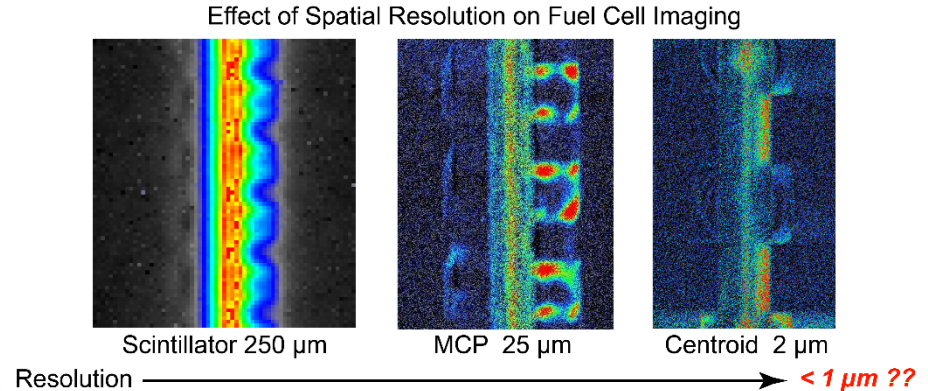 Effect of Spatial Resolution on Fuel Cell Imaging
Scintillator 250 µm
MCP 25 µm
Centroid 2 µm
Resolution
< 1 µm ??